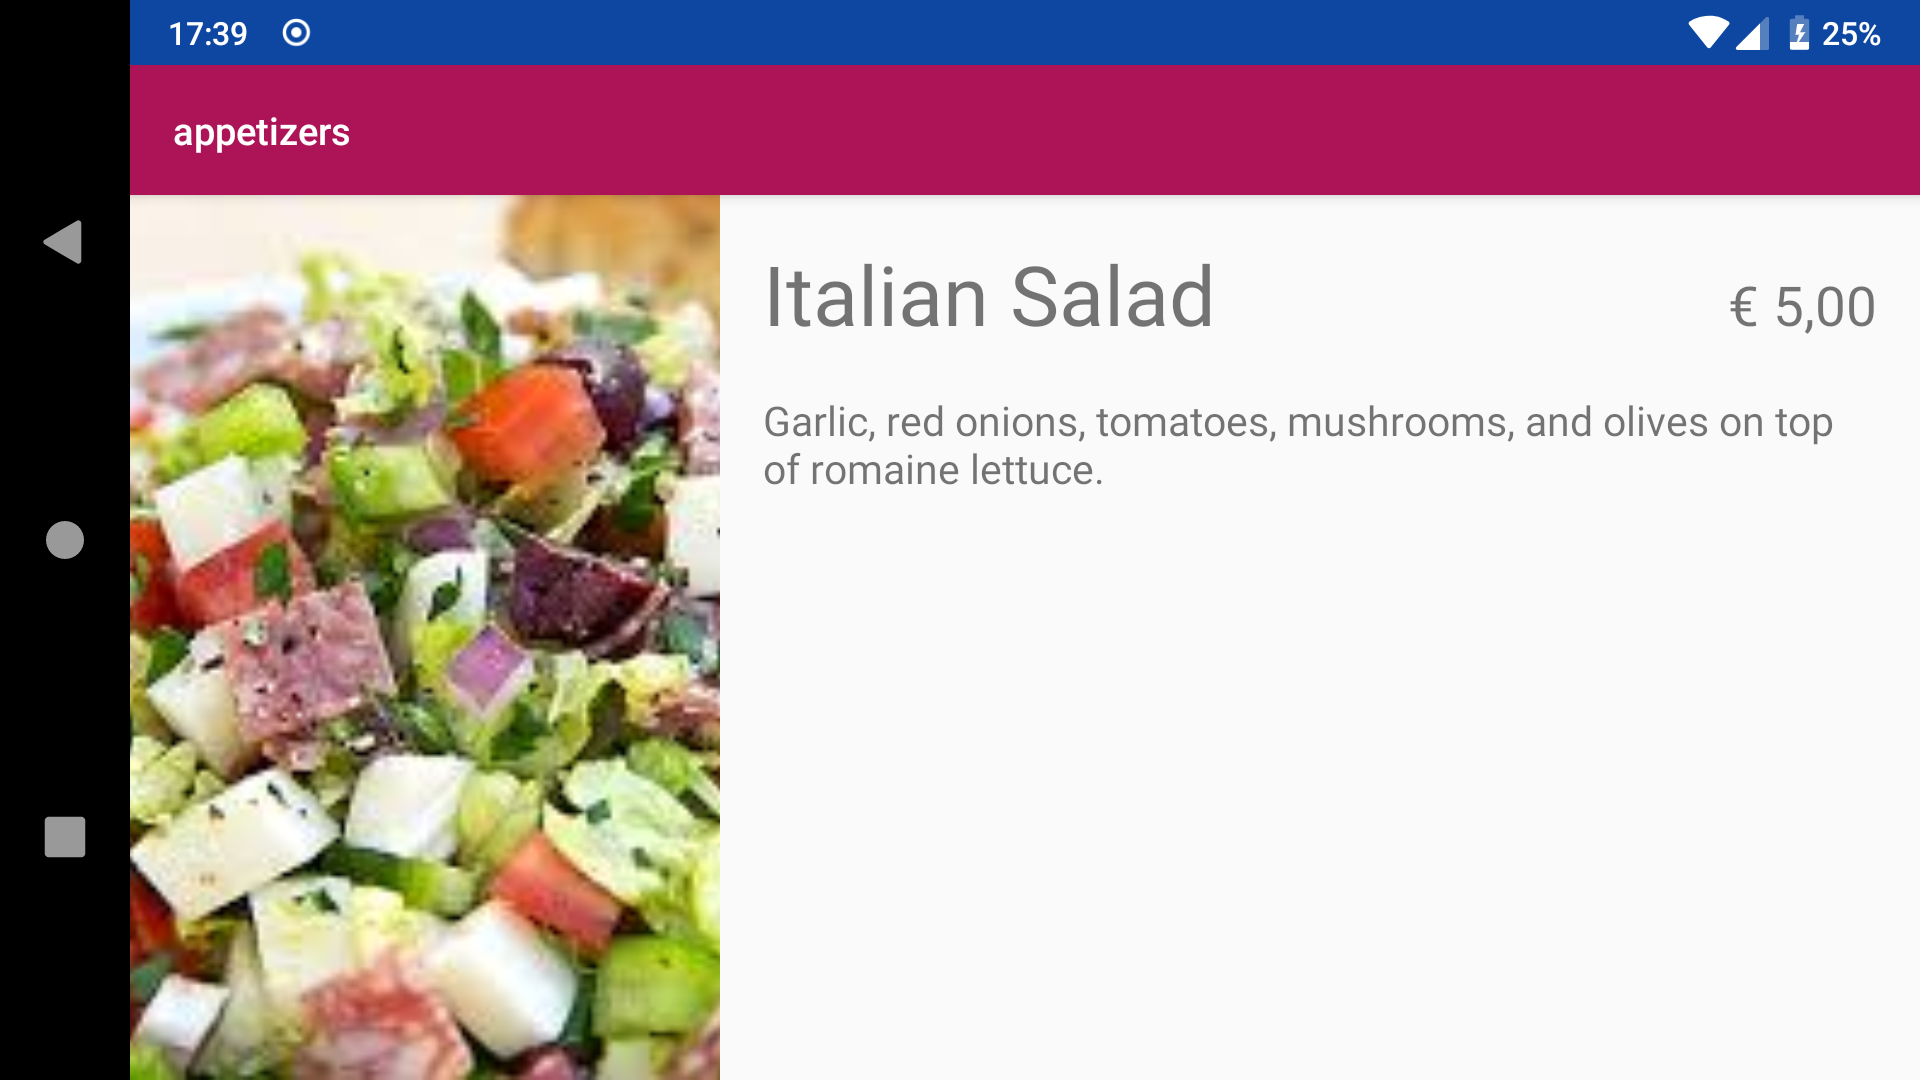 17:39
25%
appetizers
Italian Salad
€ 5,00
Garlic, red onions, tomatoes, mushrooms, and olives on top
of romaine lettuce.